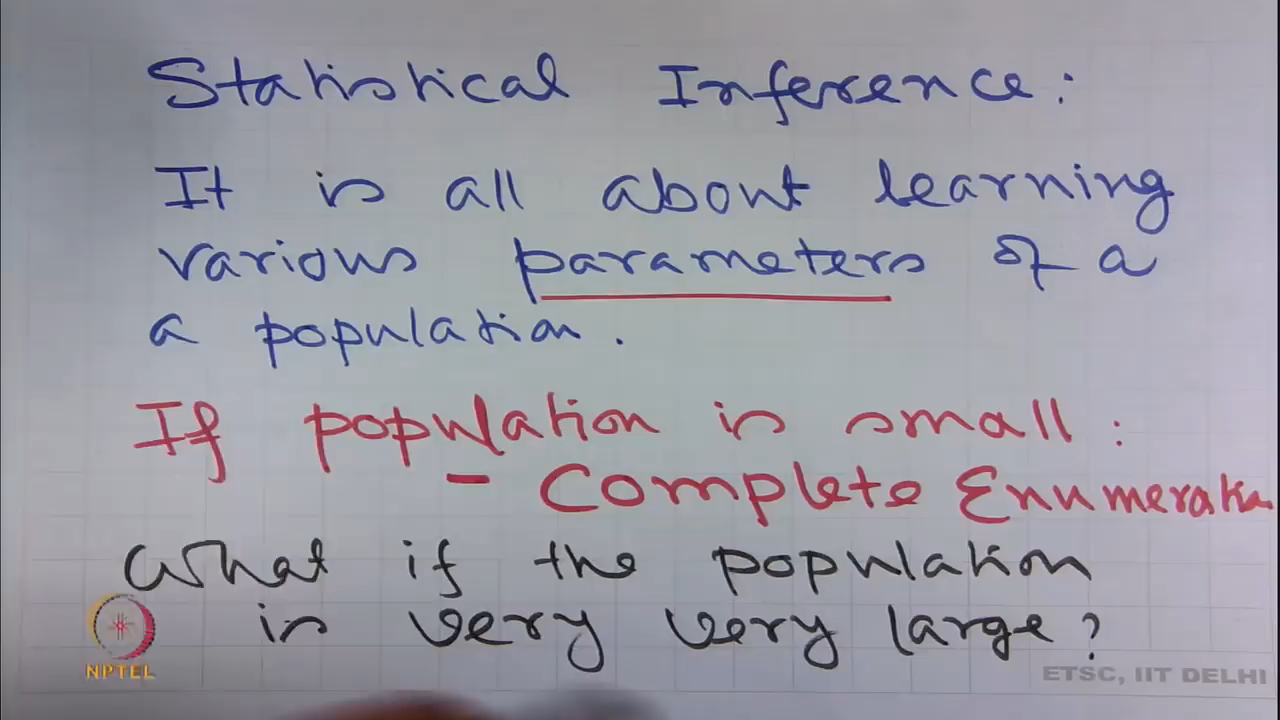 Statistical Inference:
It is all about learning
various parameters of a
a population.
If population is small:
- Complete Enumeration
What if the population
is very very large?
NPTEL
ETSC, IIT DELHI